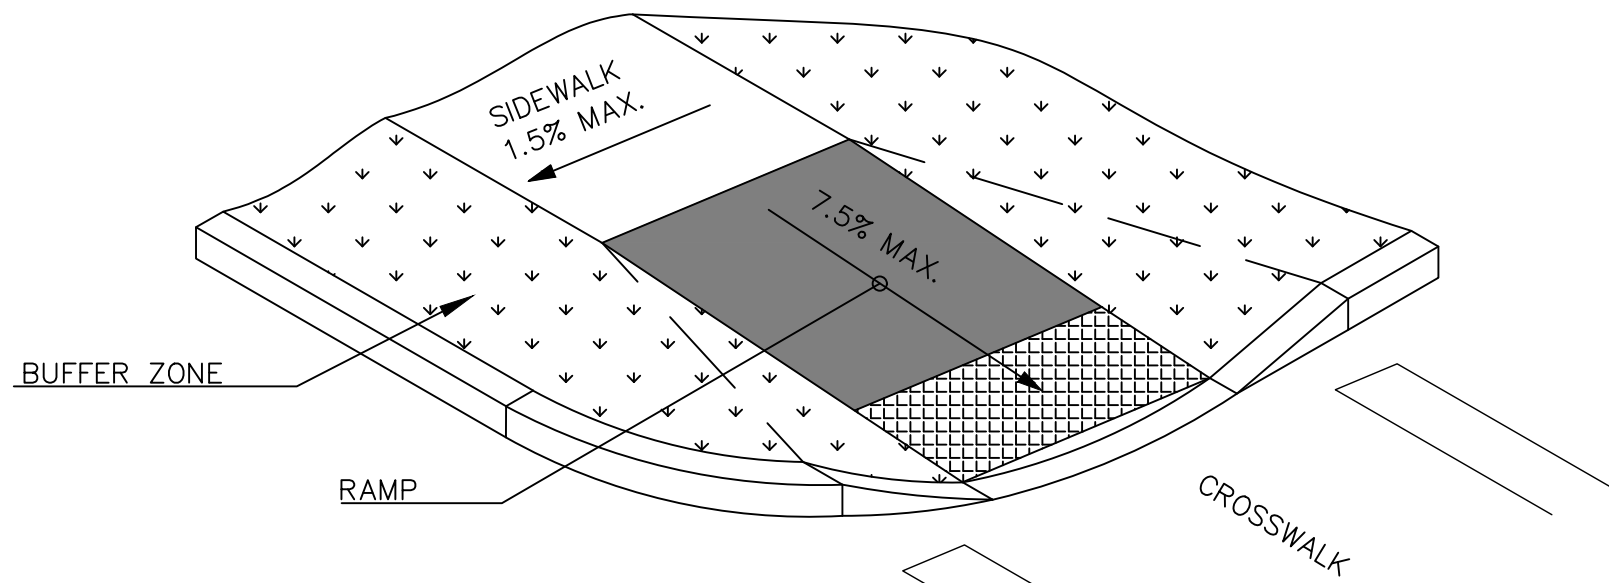 SIDEWALK
1.5% MAX.
7.5% MAX.
BUFFER ZONE
RAMP
CROSSWALK